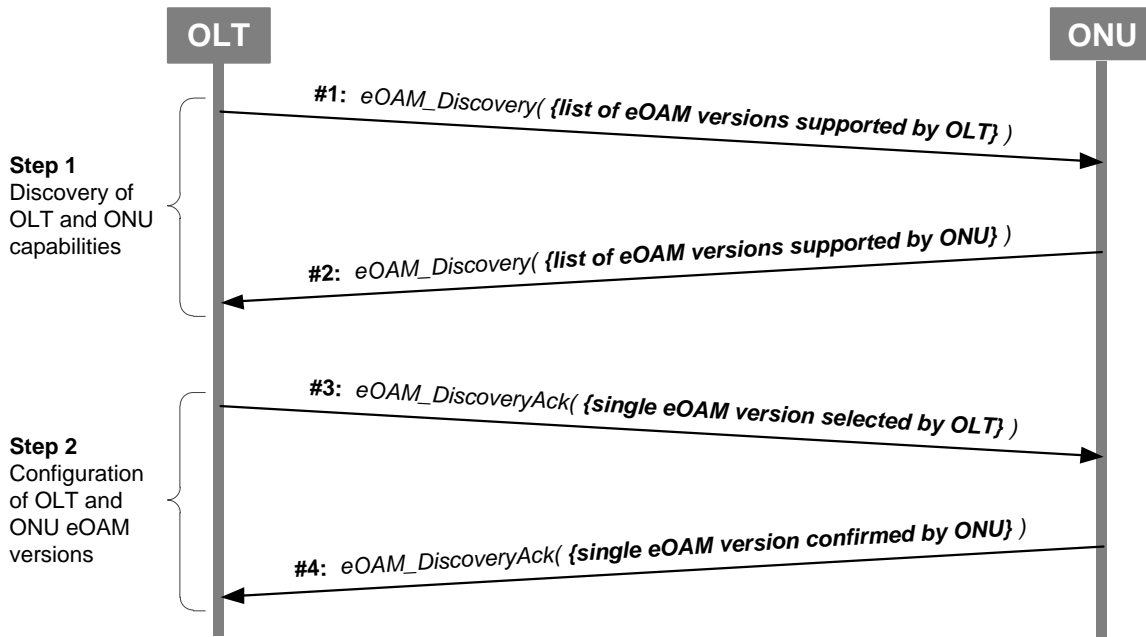 OLT
ONU
#1: eOAM_Discovery( {list of eOAM versions supported by OLT} )
Step 1
Discovery of
OLT and ONU
capabilities
#2: eOAM_Discovery( {list of eOAM versions supported by ONU} )
#3: eOAM_DiscoveryAck( {single eOAM version selected by OLT} )
Step 2
Configuration
of OLT and
ONU eOAM
versions
#4: eOAM_DiscoveryAck( {single eOAM version confirmed by ONU} )